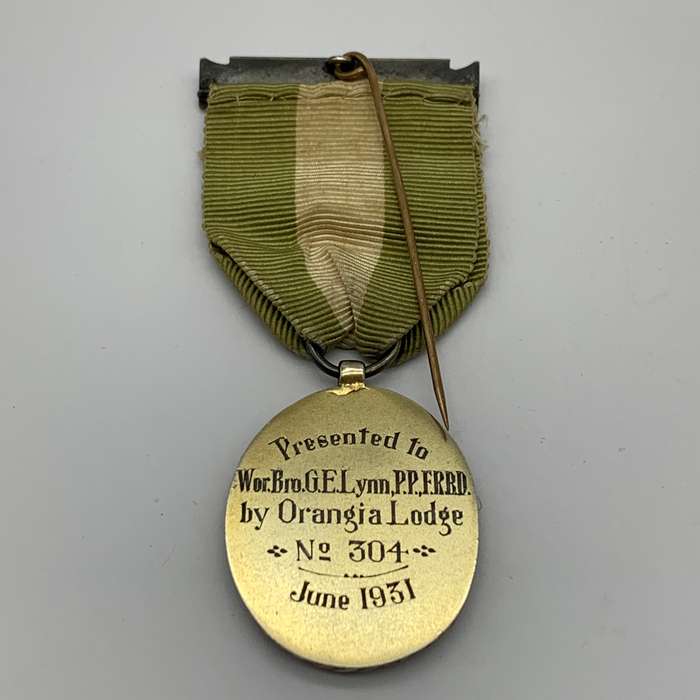 Presented to
Wor.Bro.G.E.Lynn,P.P.,F.R.B.D.
by Orangia Lodge
No 304
June 1931